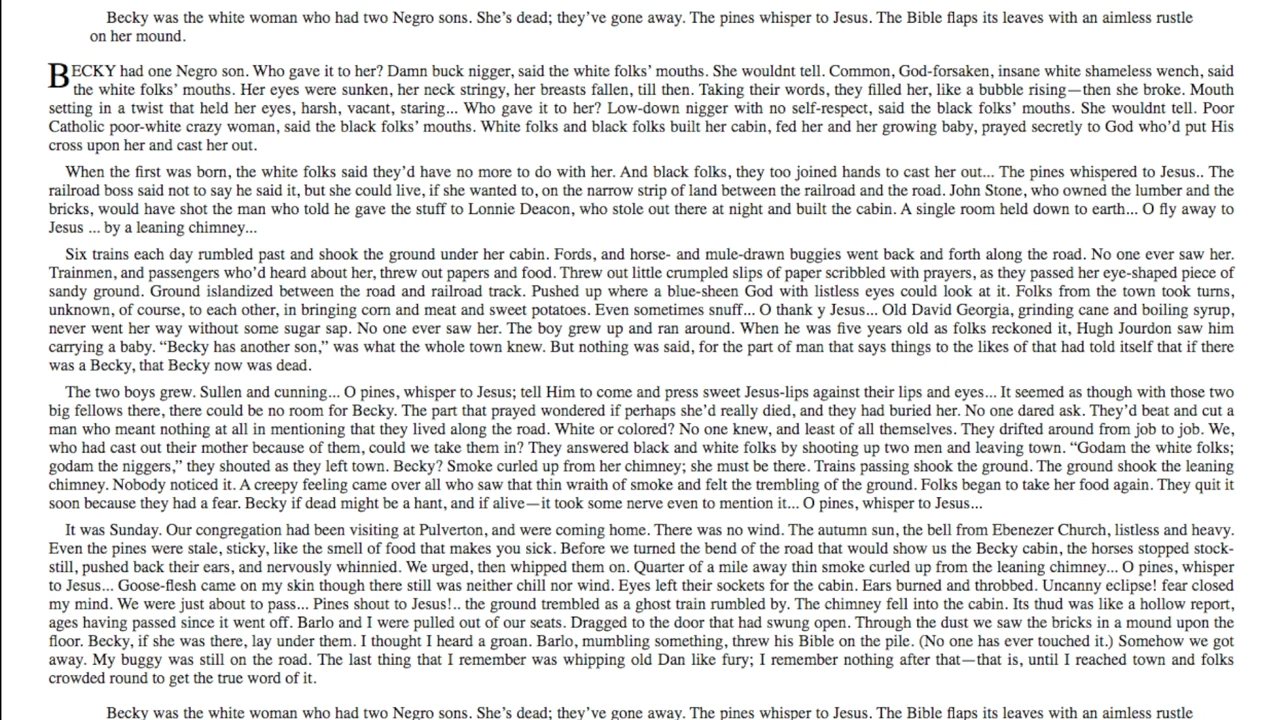 Becky was the white woman who had two Negro sons. She’s dead; they’ve gone away. The pines whisper to Jesus. The Bible flaps its leaves with an aimless rustle
on her mound.
BECKY had one Negro son. Who gave it to her? Damn buck nigger, said the white folks’ mouths. She wouldnt tell. Common, God-forsaken, insane white shameless wench, said
the white folks’ mouths. Her eyes were sunken, her neck stringy, her breasts fallen, till then. Taking their words, they filled her, like a bubble rising—then she broke. Mouth
setting in a twist that held her eyes, harsh, vacant, staring... Who gave it to her? Low-down nigger with no self-respect, said the black folks’ mouths. She wouldnt tell. Poor
Catholic poor-white crazy woman, said the black folks’ mouths. White folks and black folks built her cabin, fed her and her growing baby, prayed secretly to God who’d put His
cross upon her and cast her out.
When the first was born, the white folks said they’d have no more to do with her. And black folks, they too joined hands to cast her out... The pines whispered to Jesus.. The
railroad boss said not to say he said it, but she could live, if she wanted to, on the narrow strip of land between the railroad and the road. John Stone, who owned the lumber and the
bricks, would have shot the man who told he gave the stuff to Lonnie Deacon, who stole out there at night and built the cabin. A single room held down to earth... O fly away to
Jesus ... by a leaning chimney...
Six trains each day rumbled past and shook the ground under her cabin. Fords, and horse- and mule-drawn buggies went back and forth along the road. No one ever saw her.
Trainmen, and passengers who’d heard about her, threw out papers and food. Threw out little crumpled slips of paper scribbled with prayers, as they passed her eye-shaped piece of
sandy ground. Ground islandized between the road and railroad track. Pushed up where a blue-sheen God with listless eyes could look at it. Folks from the town took turns,
unknown, of course, to each other, in bringing corn and meat and sweet potatoes. Even sometimes snuff... O thank y Jesus... Old David Georgia, grinding cane and boiling syrup,
never went her way without some sugar sap. No one ever saw her. The boy grew up and ran around. When he was five years old as folks reckoned it, Hugh Jourdon saw him
carrying a baby. “Becky has another son,” was what the whole town knew. But nothing was said, for the part of man that says things to the likes of that had told itself that if there
was a Becky, that Becky now was dead.
The two boys grew. Sullen and cunning... O pines, whisper to Jesus; tell Him to come and press sweet Jesus-lips against their lips and eyes... It seemed as though with those two
big fellows there, there could be no room for Becky. The part that prayed wondered if perhaps she’d really died, and they had buried her. No one dared ask. They’d beat and cut a
man who meant nothing at all in mentioning that they lived along the road. White or colored? No one knew, and least of all themselves. They drifted around from job to job. We,
who had cast out their mother because of them, could we take them in? They answered black and white folks by shooting up two men and leaving town. “Godam the white folks;
godam the niggers,” they shouted as they left town. Becky? Smoke curled up from her chimney; she must be there. Trains passing shook the ground. The ground shook the leaning
chimney. Nobody noticed it. A creepy feeling came over all who saw that thin wraith of smoke and felt the trembling of the ground. Folks began to take her food again. They quit it
soon because they had a fear. Becky if dead might be a hant, and if alive—it took some nerve even to mention it... O pines, whisper to Jesus...
It was Sunday. Our congregation had been visiting at Pulverton, and were coming home. There was no wind. The autumn sun, the bell from Ebenezer Church, listless and heavy.
Even the pines were stale, sticky, like the smell of food that makes you sick. Before we turned the bend of the road that would show us the Becky cabin, the horses stopped stock-
still, pushed back their ears, and nervously whinnied. We urged, then whipped them on. Quarter of a mile away thin smoke curled up from the leaning chimney... O pines, whisper
to Jesus... Goose-flesh came on my skin though there still was neither chill nor wind. Eyes left their sockets for the cabin. Ears burned and throbbed. Uncanny eclipse! fear closed
my mind. We were just about to pass... Pines shout to Jesus!.. the ground trembled as a ghost train rumbled by. The chimney fell into the cabin. Its thud was like a hollow report,
ages having passed since it went off. Barlo and I were pulled out of our seats. Dragged to the door that had swung open. Through the dust we saw the bricks in a mound upon the
floor. Becky, if she was there, lay under them. I thought I heard a groan. Barlo, mumbling something, threw his Bible on the pile. (No one has ever touched it.) Somehow we got
away. My buggy was still on the road. The last thing that I remember was whipping old Dan like fury; I remember nothing after that—that is, until I reached town and folks
crowded round to get the true word of it.
Becky was the white woman who had two Negro sons. She’s dead; they’ve gone away. The pines whisper to Jesus. The Bible flaps its leaves with an aimless rustle